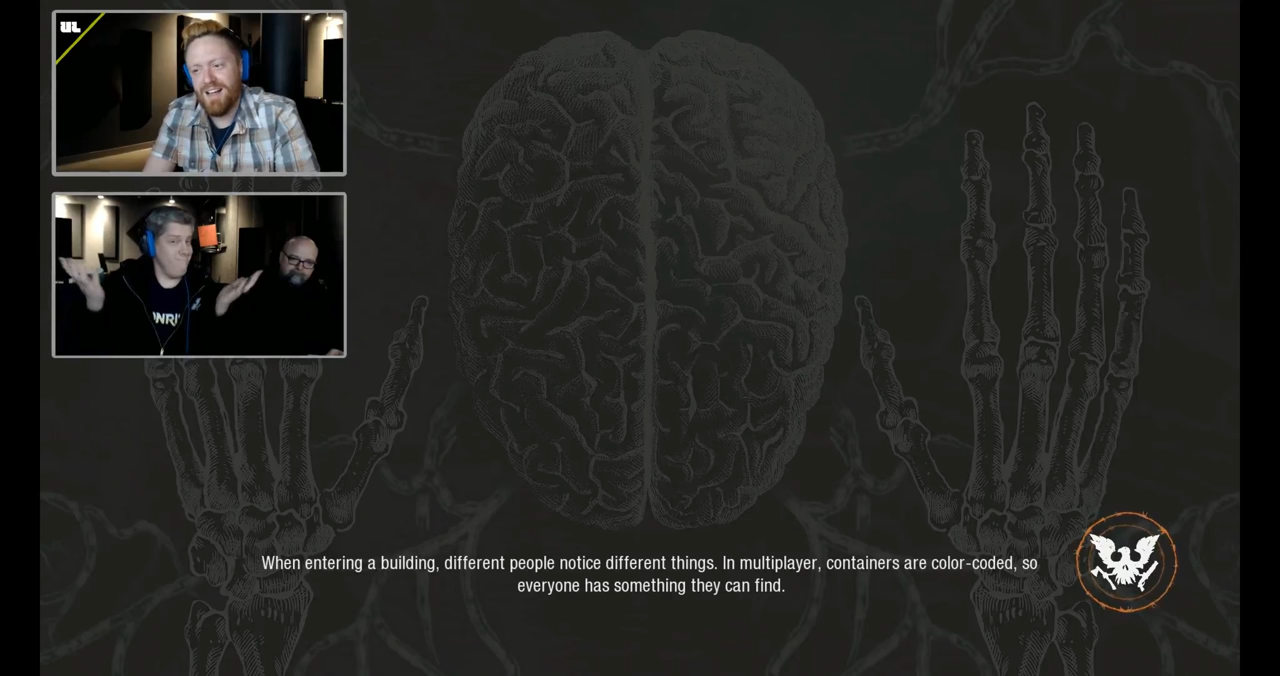 UL
When entering a building, different people notice different things. In multiplayer, containers are color-coded, so
everyone has something they can find.